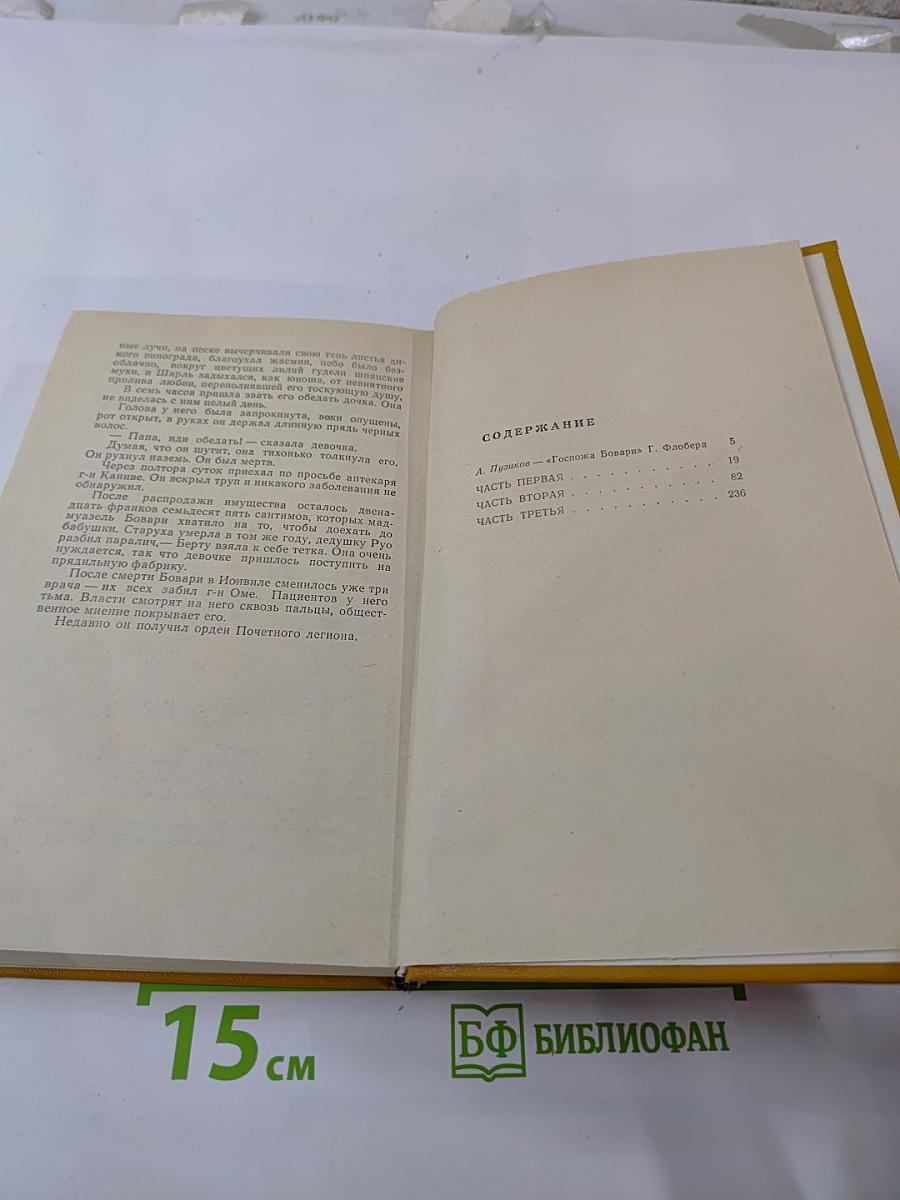 ные лучи, на песке вычерчивали свою тень листья ди-
кого винограда, благоухал жасмин, небо было без-
облачно, вокруг цветущих лилий гудели шпанские
мухи, и Шарль задыхался, как юноша, от невнятного
прилива любви, переполнявшей его тоскующую душу.
В семь часов пришла звать его обедать дочка. Она
не виделась с ним целый день.
Голова у него была запрокинута, веки опущены,
рот открыт, в руках он держал длинную прядь черных
волос.
— Папа, иди обедать! — сказала девочка.
Думая, что он шутит, она тихонько толкнула его.
Он рухнул наземь. Он был мертв.
Через полтора суток приехал по просьбе аптекаря
г-н Каниве. Он вскрыл труп и никакого заболевания не
обнаружил.
После распродажи имущества осталось двена-
дцать франков семьдесят пять сантимов, которых мад-
муазель Бовари хватило на то, чтобы доехать до
бабушки. Старуха умерла в том же году, дедушку Руо
разбил паралич,— Берту взяла к себе тетка. Она очень
нуждается, так что девочке пришлось поступить на
прядильную фабрику.
После смерти Бовари в Ионвиле сменилось уже три
врача — их всех забил г-н Оме. Пациентов у него
тьма. Власти смотрят на него сквозь пальцы, общест-
венное мнение покрывает его.
Недавно он получил орден Почетного легиона.
СОДЕРЖАНИЕ
А. Пузиков — «Госпожа Бовари» Г. Флобера 5
ЧАСТЬ ПЕРВАЯ . . . . . . . . . . . 19
ЧАСТЬ ВТОРАЯ . . . . . . . . . . . 82
ЧАСТЬ ТРЕТЬЯ . . . . . . . . . . . 236
15 см
БФ БИБЛИОФАН